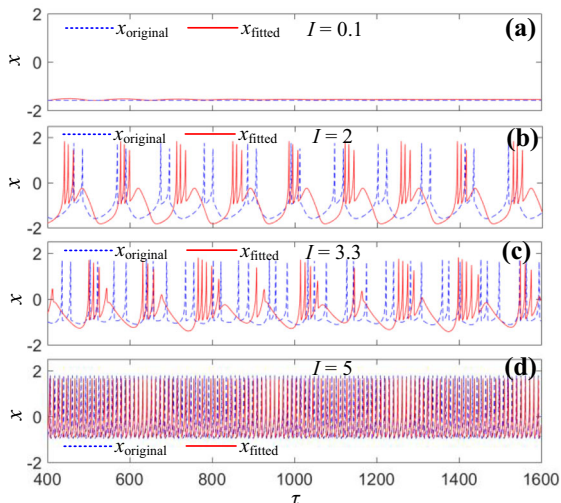 2
x_original x_fitted I = 0.1 (a)
x 0
-2
2
x_original x_fitted I = 2 (b)
x 0
-2
2
x_original x_fitted I = 3.3 (c)
x 0
-2
2
I = 5 (d)
x 0
x_original x_fitted
-2
400 600 800 1000 1200 1400 1600
τ